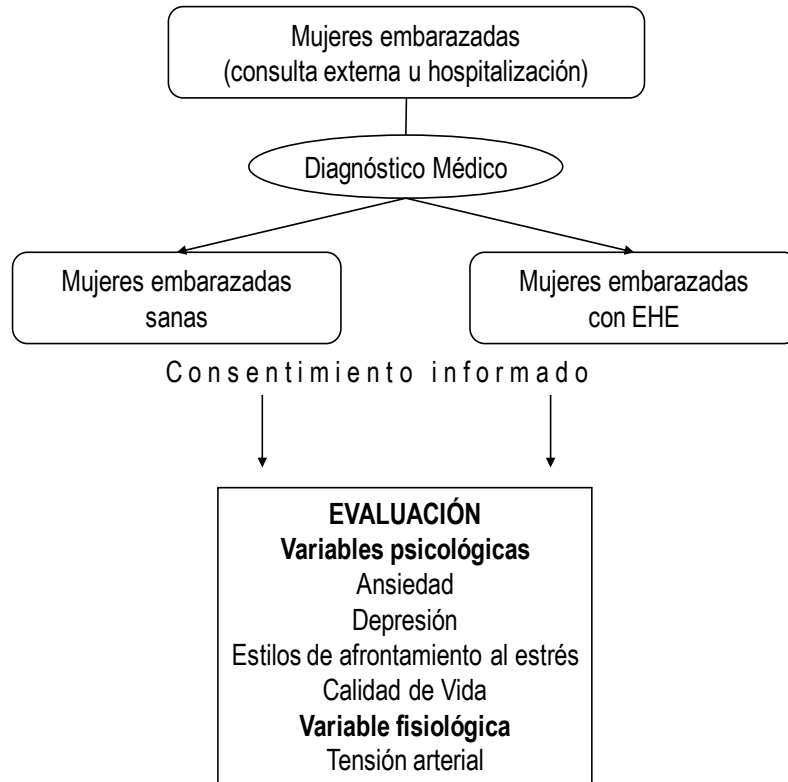 Mujeres embarazadas
(consulta externa u hospitalización)
Diagnóstico Médico
Mujeres embarazadas
sanas
Mujeres embarazadas
con EHE
Consentimiento informado
EVALUACIÓN
Variables psicológicas
Ansiedad
Depresión
Estilos de afrontamiento al estrés
Calidad de Vida
Variable fisiológica
Tensión arterial